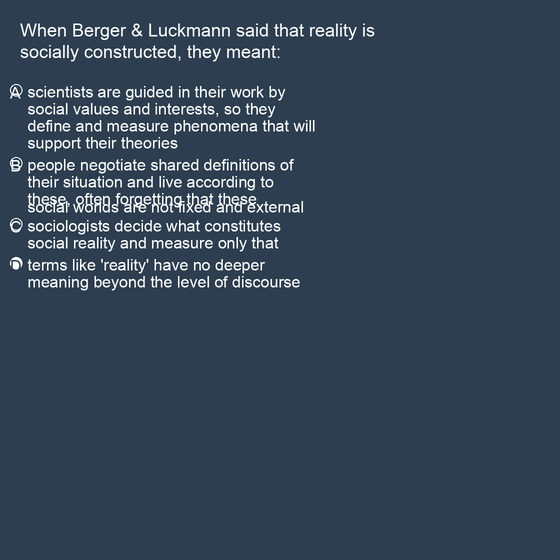 When Berger & Luckmann said that reality is
socially constructed, they meant:
A scientists are guided in their work by
social values and interests, so they
define and measure phenomena that will
support their theories
B people negotiate shared definitions of
their situation and live according to
these, often forgetting that these
social worlds are not fixed and external
C sociologists decide what constitutes
social reality and measure only that
D terms like 'reality' have no deeper
meaning beyond the level of discourse